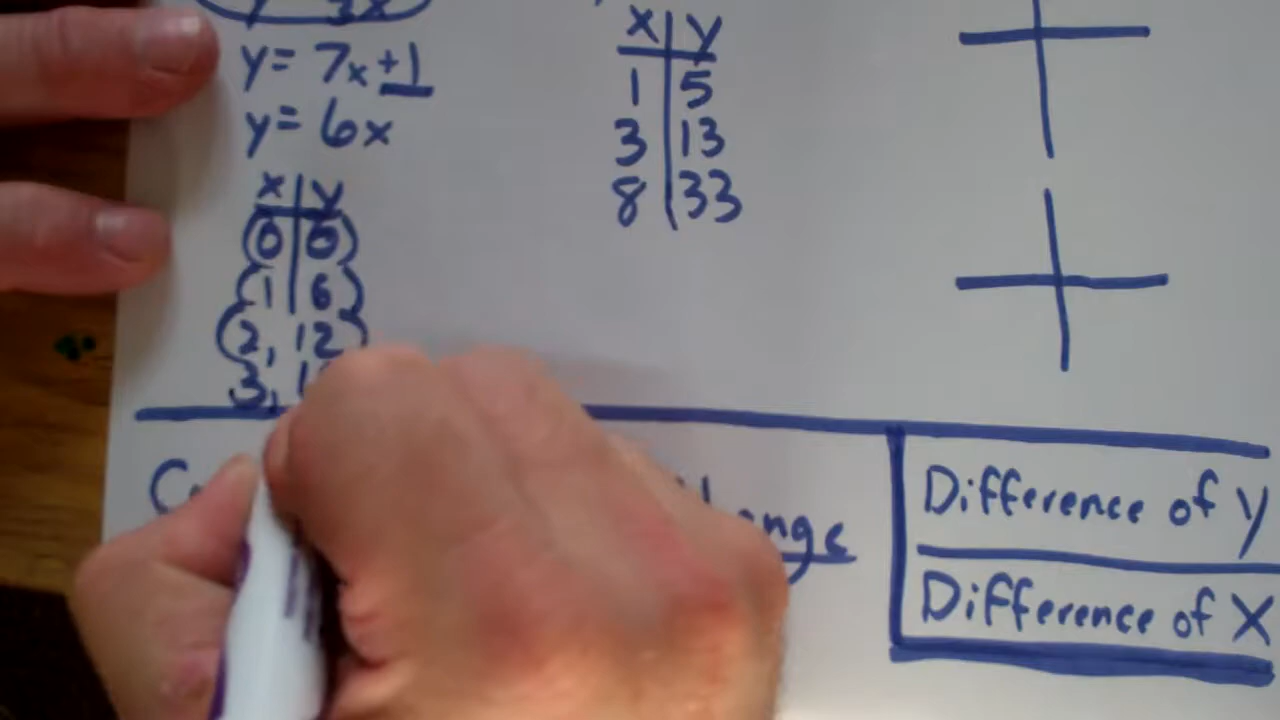 y= 7x+1
y= 6x
x y
0 0
1 6
2, 12
3,
x y
1 5
3 13
8 33
Difference of y
Difference of X